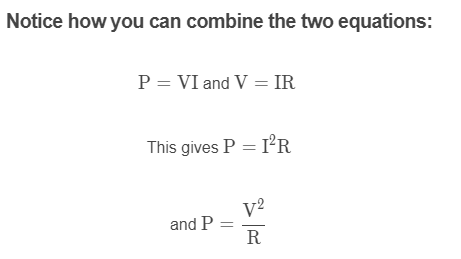 Notice how you can combine the two equations:
P = VI and V = IR
This gives P = I²R
and P = V²/R